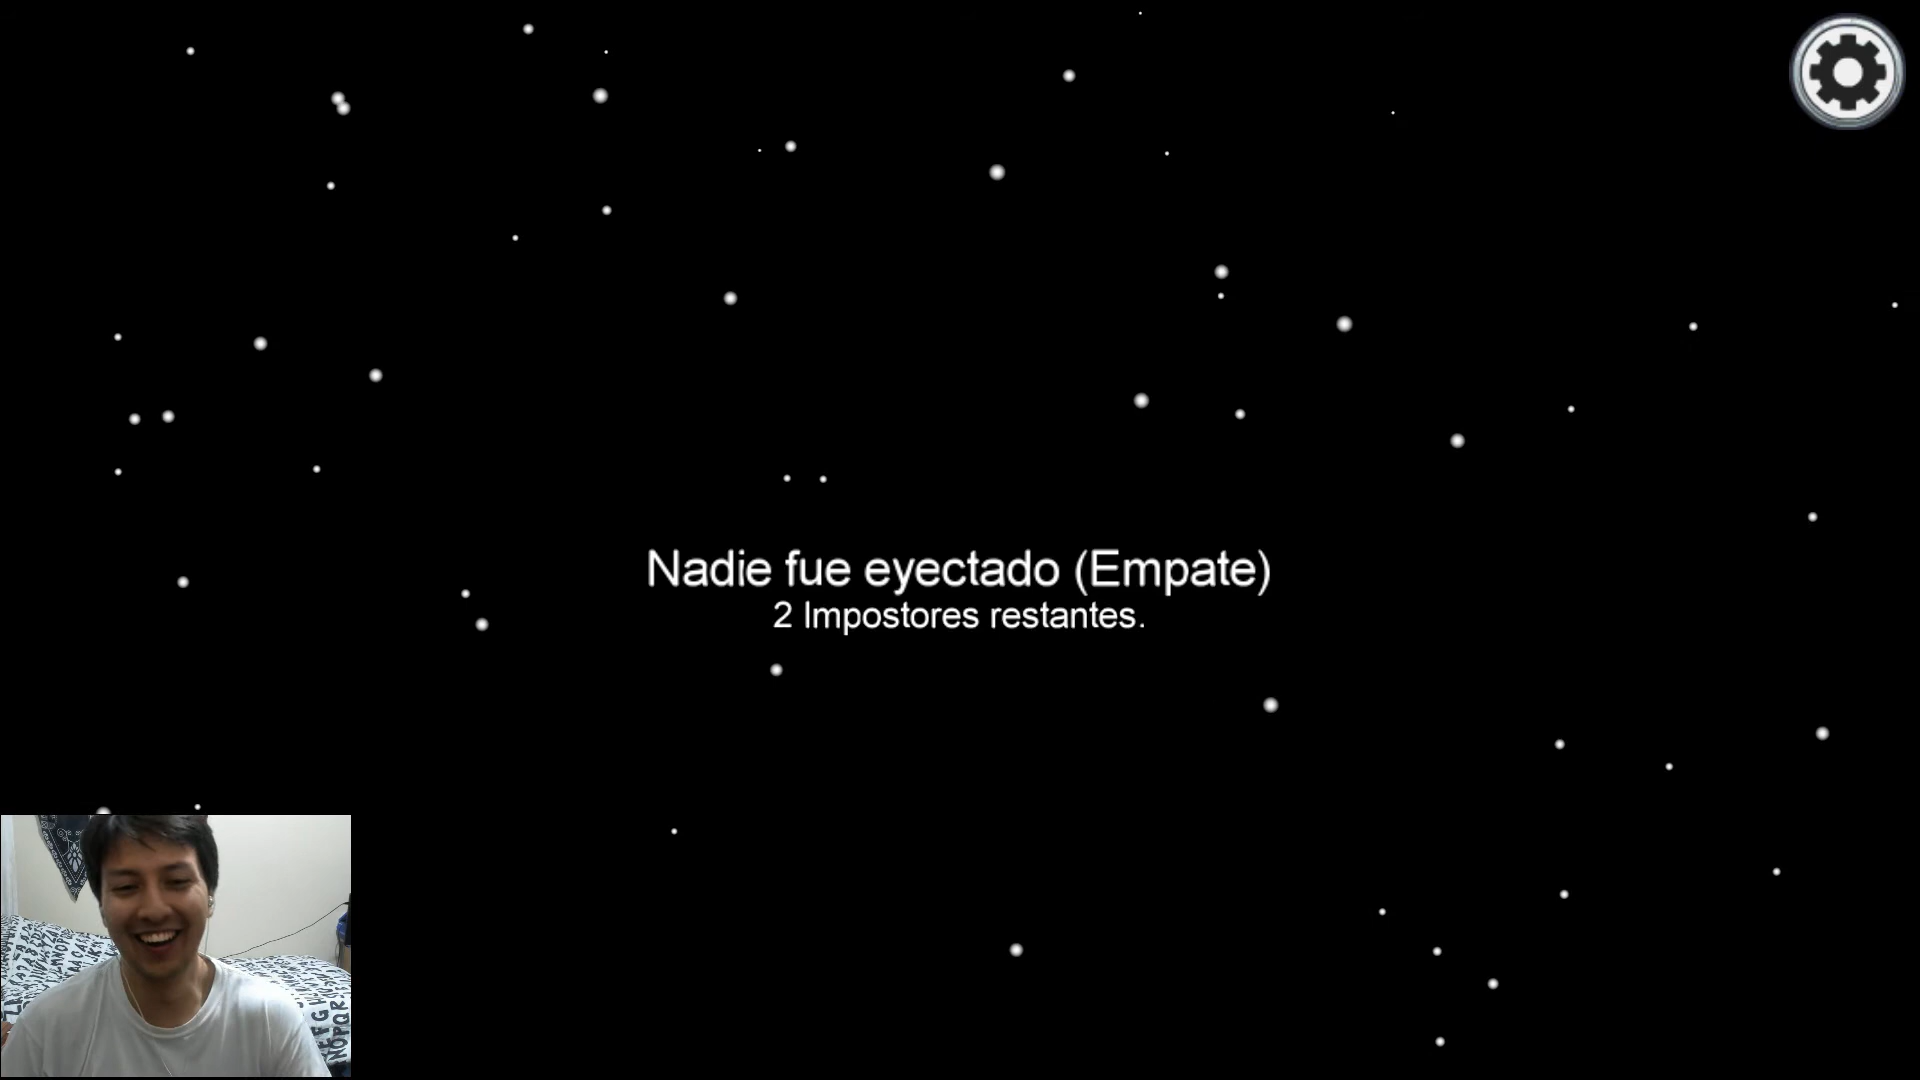 Nadie fue eyectado (Empate)
2 Impostores restantes.